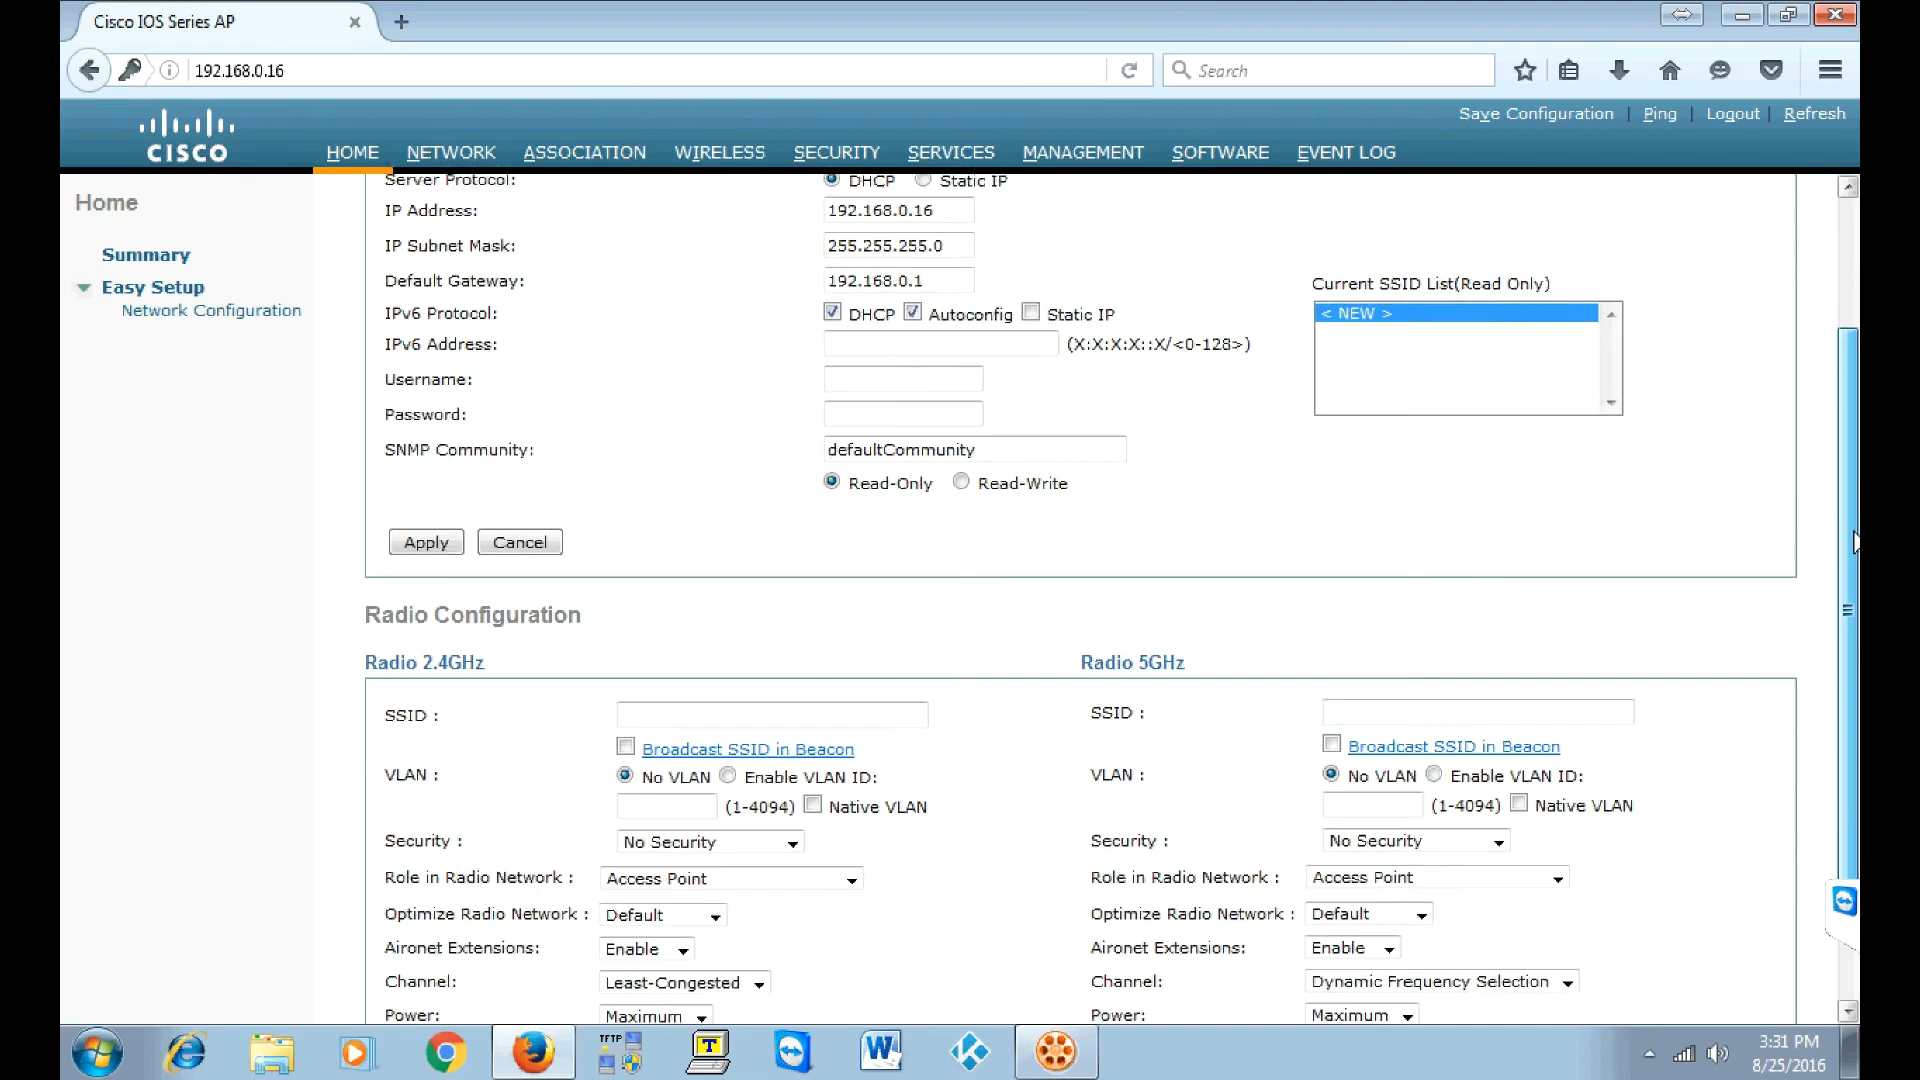 Cisco IOS Series AP
192.168.0.16
Search
Save Configuration | Ping | Logout | Refresh
CISCO
HOME NETWORK ASSOCIATION WIRELESS SECURITY SERVICES MANAGEMENT SOFTWARE EVENT LOG
Home
Summary
Easy Setup
Network Configuration
Server Protocol: DHCP Static IP
IP Address: 192.168.0.16
IP Subnet Mask: 255.255.255.0
Default Gateway: 192.168.0.1
Current SSID List(Read Only)
IPv6 Protocol: DHCP Autoconfig Static IP
< NEW >
IPv6 Address: (X:X:X:X::X/<0-128>)
Username:
Password:
SNMP Community: defaultCommunity
Read-Only Read-Write
Apply Cancel
Radio Configuration
Radio 2.4GHz
SSID :
Broadcast SSID in Beacon
VLAN : No VLAN Enable VLAN ID:
(1-4094) Native VLAN
Security : No Security
Role in Radio Network : Access Point
Optimize Radio Network : Default
Aironet Extensions: Enable
Channel: Least-Congested
Power: Maximum
Radio 5GHz
SSID :
Broadcast SSID in Beacon
VLAN : No VLAN Enable VLAN ID:
(1-4094) Native VLAN
Security : No Security
Role in Radio Network : Access Point
Optimize Radio Network : Default
Aironet Extensions: Enable
Channel: Dynamic Frequency Selection
Power: Maximum
TFTP
T
W
3:31 PM
8/25/2016